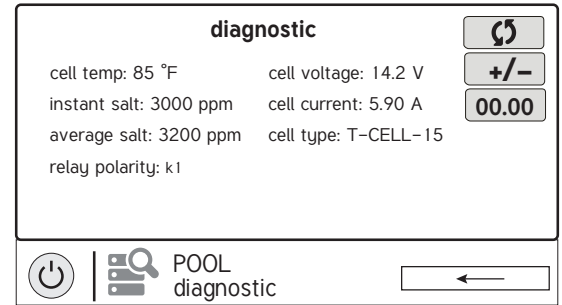 diagnostic
cell temp: 85 °F
cell voltage: 14.2 V
+/-
instant salt: 3000 ppm
cell current: 5.90 A
00.00
average salt: 3200 ppm
cell type: T-CELL-15
relay polarity: k1
POOL
diagnostic